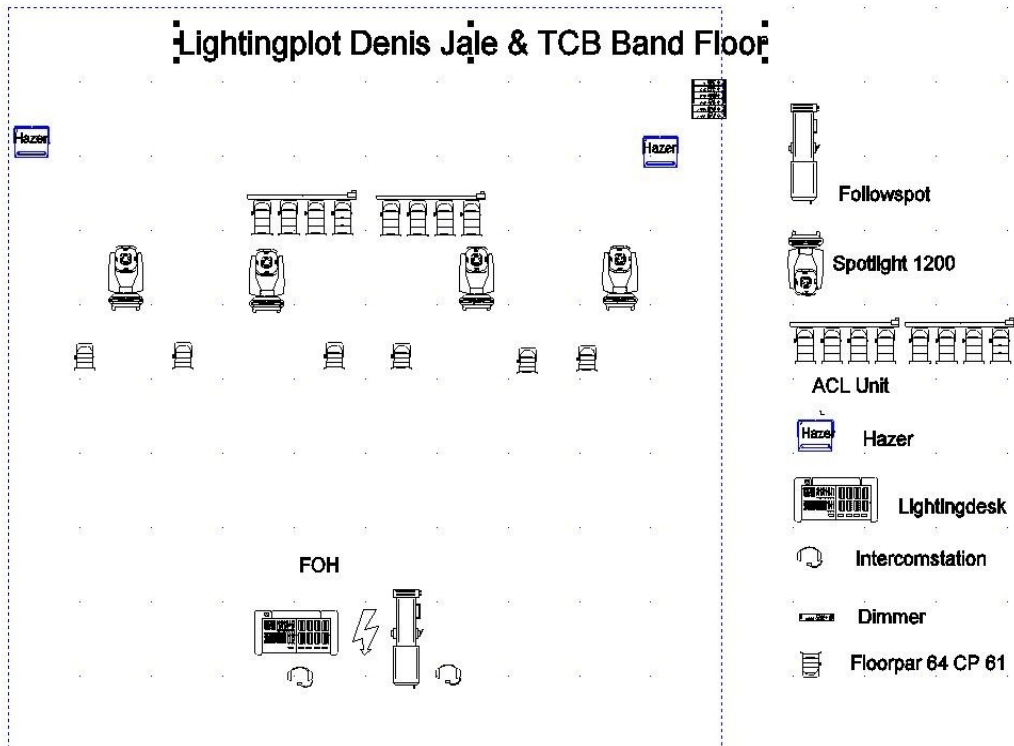 Lightingplot Denis Jale & TCB Band Floor
Hazer
Hazer
Followspot
Spotlight 1200
ACL Unit
Hazer
Hazer
Lightingdesk
FOH
Intercomstation
Dimmer
Floorpar 64 CP 61